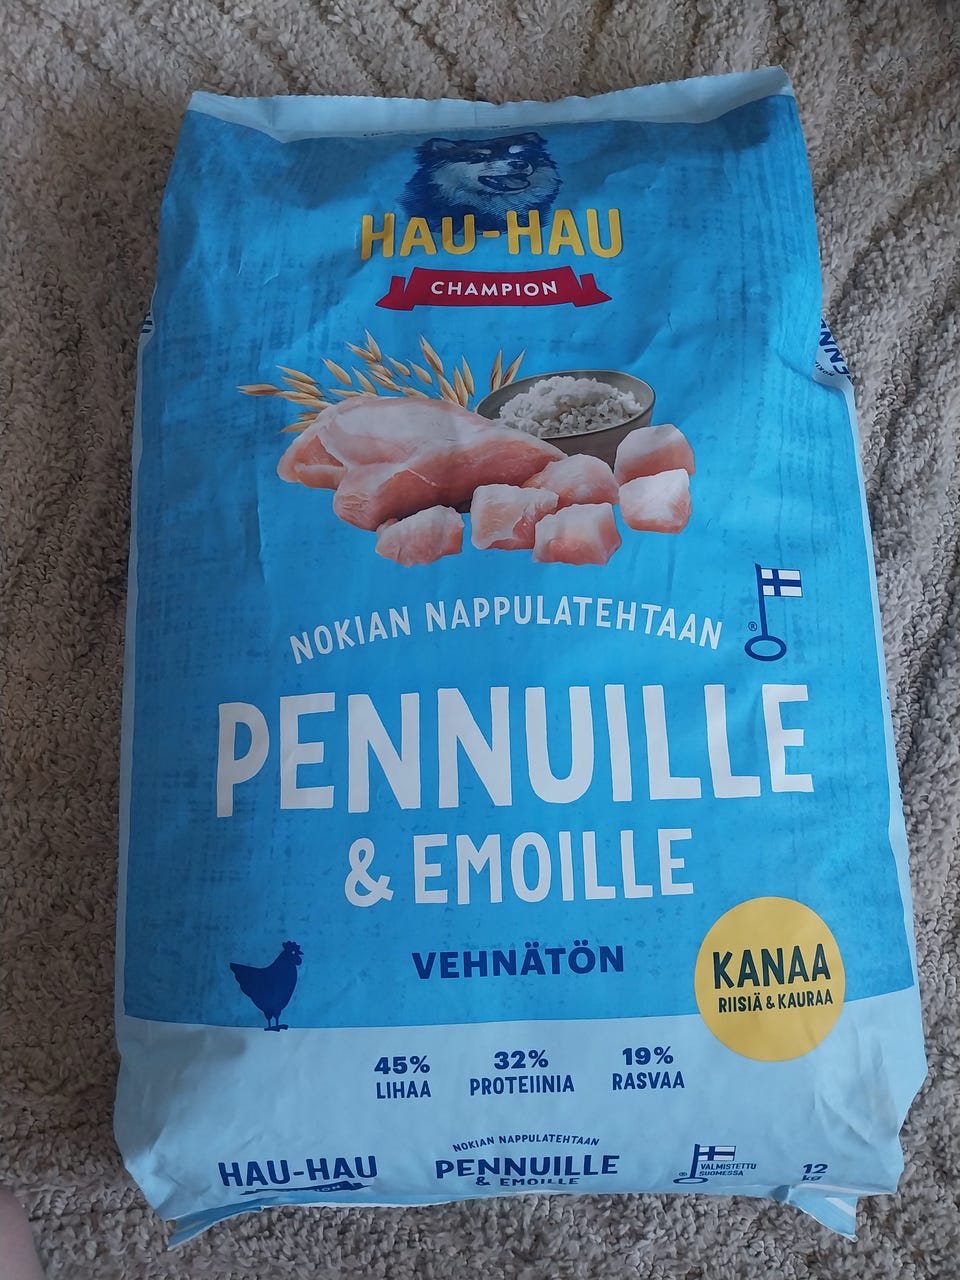 HAU-HAU
CHAMPION
NOKIAN NAPPULATEHTAAN
®
PENNUILLE
& EMOILLE
VEHNÄTÖN
KANAA
RIISIÄ & KAURAA
45%
LIHAA
32%
PROTEIINIA
19%
RASVAA
HAU-HAU
NOKIAN NAPPULATEHTAAN
PENNUILLE
& EMOILLE
®
VALMISTETTU
SUOMESSA
12
kg